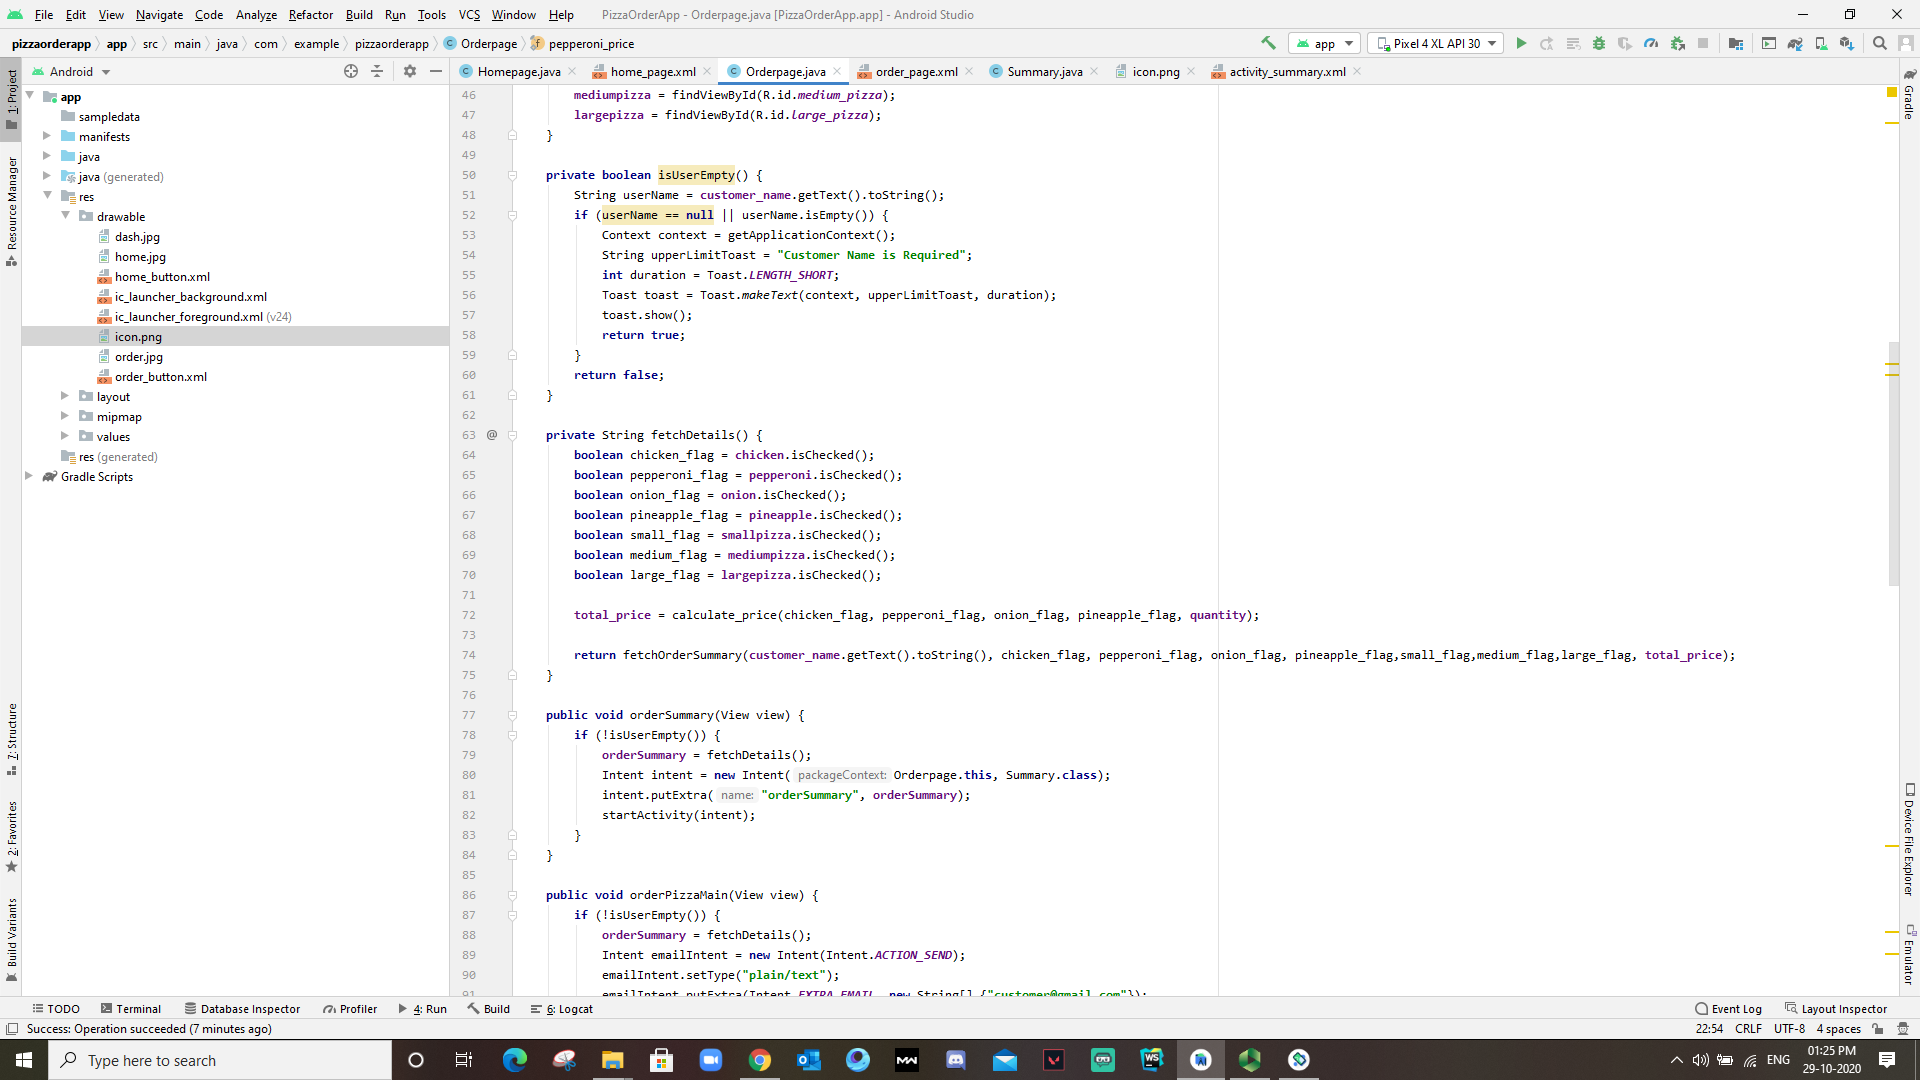 File Edit View Navigate Code Analyze Refactor Build Run Tools VCS Window Help PizzaOrderApp - Orderpage.java [PizzaOrderApp.app] - Android Studio
pizzaorderapp app src main java com example pizzaorderapp Orderpage pepperoni_price app Pixel 4 XL API 30
Android Homepage.java home_page.xml Orderpage.java order_page.xml Summary.java icon.png activity_summary.xml
1: Project
Resource Manager
7: Structure
2: Favorites
Build Variants
app
sampledata
manifests
java
java (generated)
res
drawable
dash.jpg
home.jpg
home_button.xml
ic_launcher_background.xml
ic_launcher_foreground.xml (v24)
icon.png
order.jpg
order_button.xml
layout
mipmap
values
res (generated)
Gradle Scripts
46 mediumpizza = findViewById(R.id.medium_pizza);
47 largepizza = findViewById(R.id.large_pizza);
48 }
49
50 private boolean isUserEmpty() {
51 String userName = customer_name.getText().toString();
52 if (userName == null || userName.isEmpty()) {
53 Context context = getApplicationContext();
54 String upperLimitToast = "Customer Name is Required";
55 int duration = Toast.LENGTH_SHORT;
56 Toast toast = Toast.makeText(context, upperLimitToast, duration);
57 toast.show();
58 return true;
59 }
60 return false;
61 }
62
63 @ private String fetchDetails() {
64 boolean chicken_flag = chicken.isChecked();
65 boolean pepperoni_flag = pepperoni.isChecked();
66 boolean onion_flag = onion.isChecked();
67 boolean pineapple_flag = pineapple.isChecked();
68 boolean small_flag = smallpizza.isChecked();
69 boolean medium_flag = mediumpizza.isChecked();
70 boolean large_flag = largepizza.isChecked();
71
72 total_price = calculate_price(chicken_flag, pepperoni_flag, onion_flag, pineapple_flag, quantity);
73
74 return fetchOrderSummary(customer_name.getText().toString(), chicken_flag, pepperoni_flag, onion_flag, pineapple_flag,small_flag,medium_flag,large_flag, total_price);
75 }
76
77 public void orderSummary(View view) {
78 if (!isUserEmpty()) {
79 orderSummary = fetchDetails();
80 Intent intent = new Intent( packageContext: Orderpage.this, Summary.class);
81 intent.putExtra( name: "orderSummary", orderSummary);
82 startActivity(intent);
83 }
84 }
85
86 public void orderPizzaMain(View view) {
87 if (!isUserEmpty()) {
88 orderSummary = fetchDetails();
89 Intent emailIntent = new Intent(Intent.ACTION_SEND);
90 emailIntent.setType("plain/text");
91 emailIntent.putExtra(Intent.EXTRA_EMAIL, new String[] {"customer@gmail.com"});
Gradle
Device File Explorer
Emulator
TODO Terminal Database Inspector Profiler 4: Run Build 6: Logcat Event Log Layout Inspector
Success: Operation succeeded (7 minutes ago) 22:54 CRLF UTF-8 4 spaces
Type here to search ENG 01:25 PM
29-10-2020